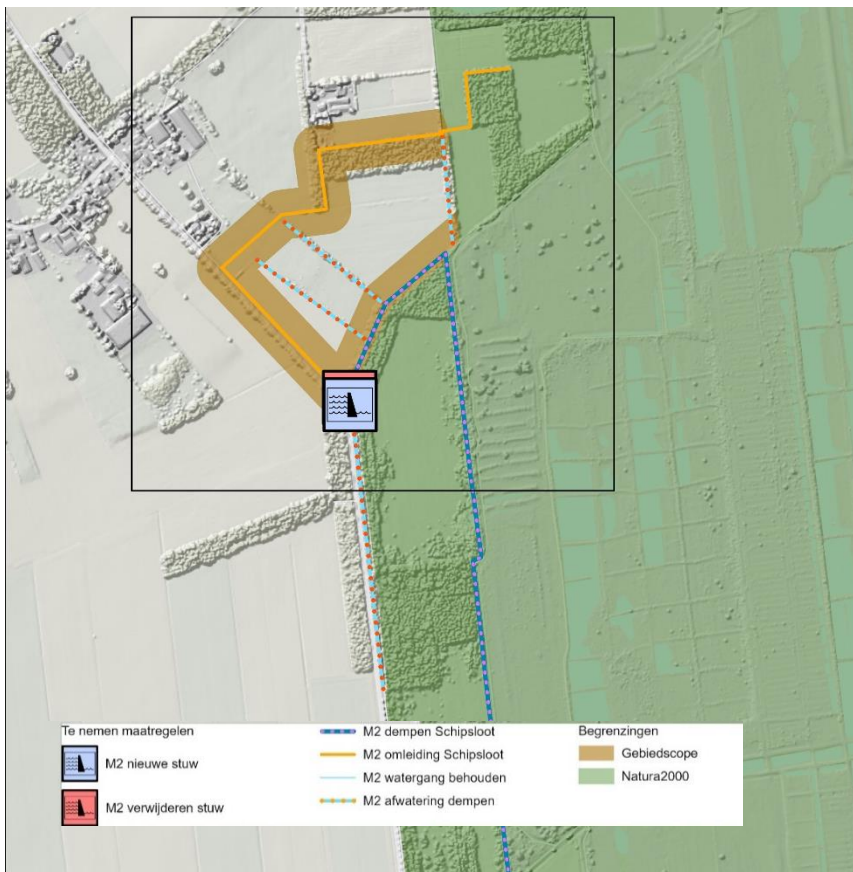 Te nemen maatregelen
M2 nieuwe stuw
M2 verwijderen stuw
M2 dempen Schipsloot
M2 omleiding Schipsloot
M2 watergang behouden
M2 afwatering dempen
Begrenzingen
Gebiedscope
Natura2000